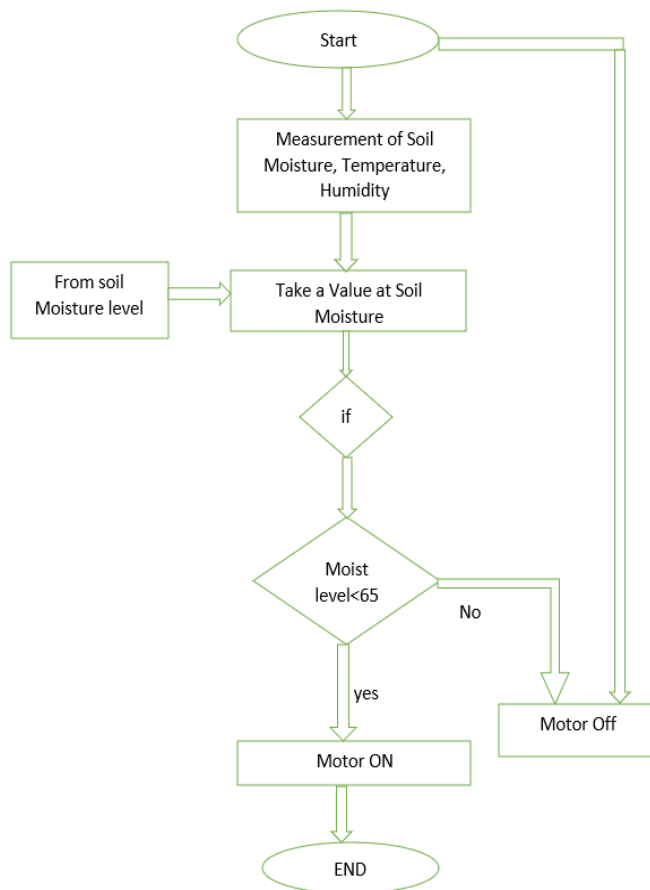 Start
Measurement of Soil
Moisture, Temperature,
Humidity
From soil
Moisture level
Take a Value at Soil
Moisture
if
Moist
level<65
No
yes
Motor Off
Motor ON
END